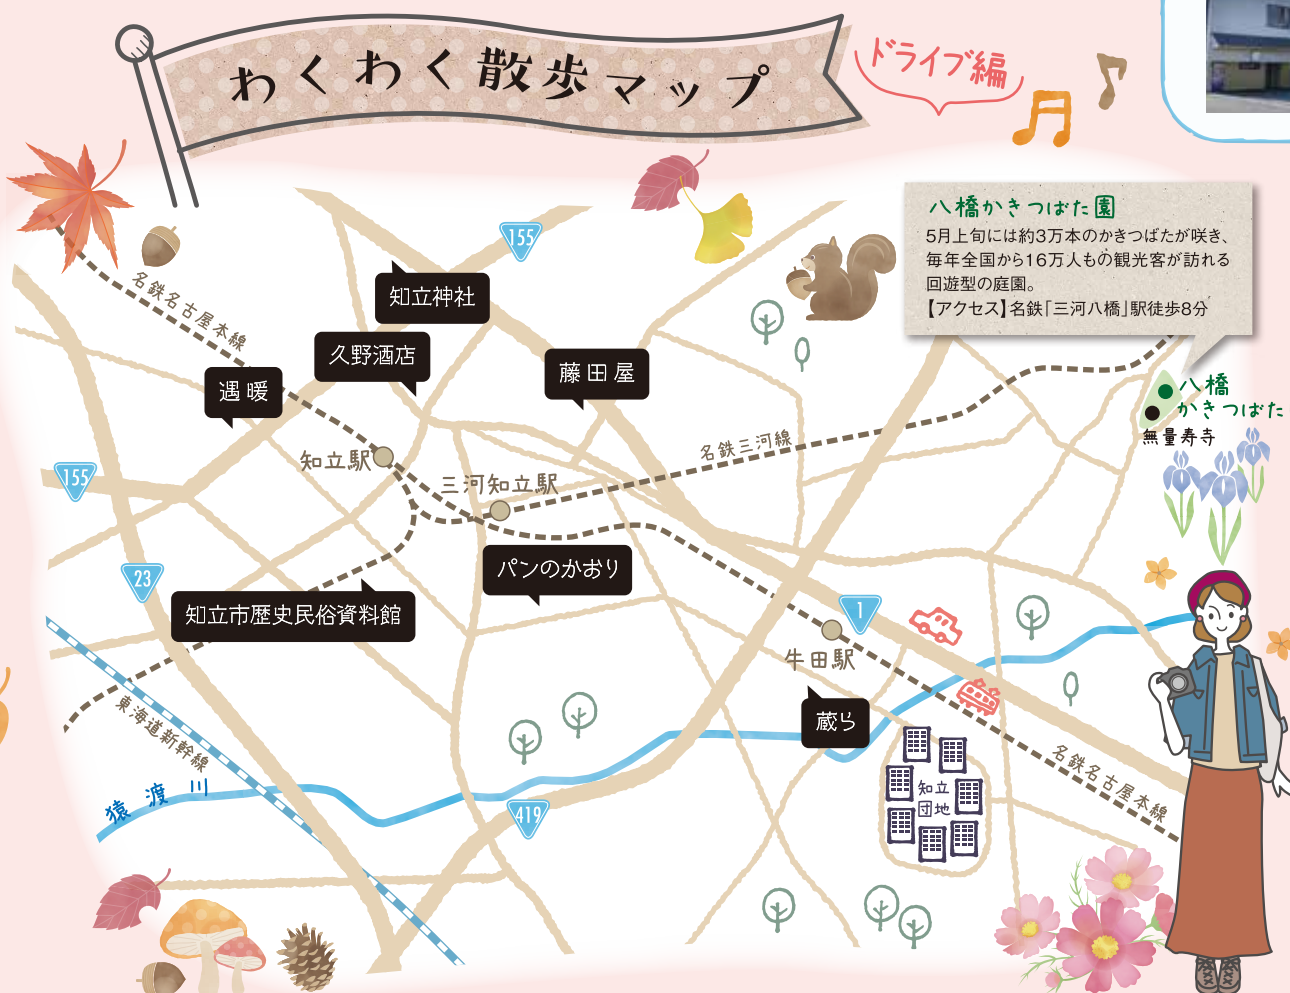 わくわく散歩マップ
ドライブ編
八橋かきつばた園
5月上旬には約3万本のかきつばたが咲き、
毎年全国から16万人もの観光客が訪れる
回遊型の庭園。
【アクセス】名鉄「三河八橋」駅徒歩8分
155
名鉄名古屋本線
知立神社
久野酒店
藤田屋
遇暖
八橋
かきつばた
無量寿寺
名鉄三河線
知立駅
三河知立駅
155
パンのかおり
23
知立市歴史民俗資料館
1
牛田駅
蔵ら
東海道新幹線
猿渡川
419
知立
団地
名鉄名古屋本線